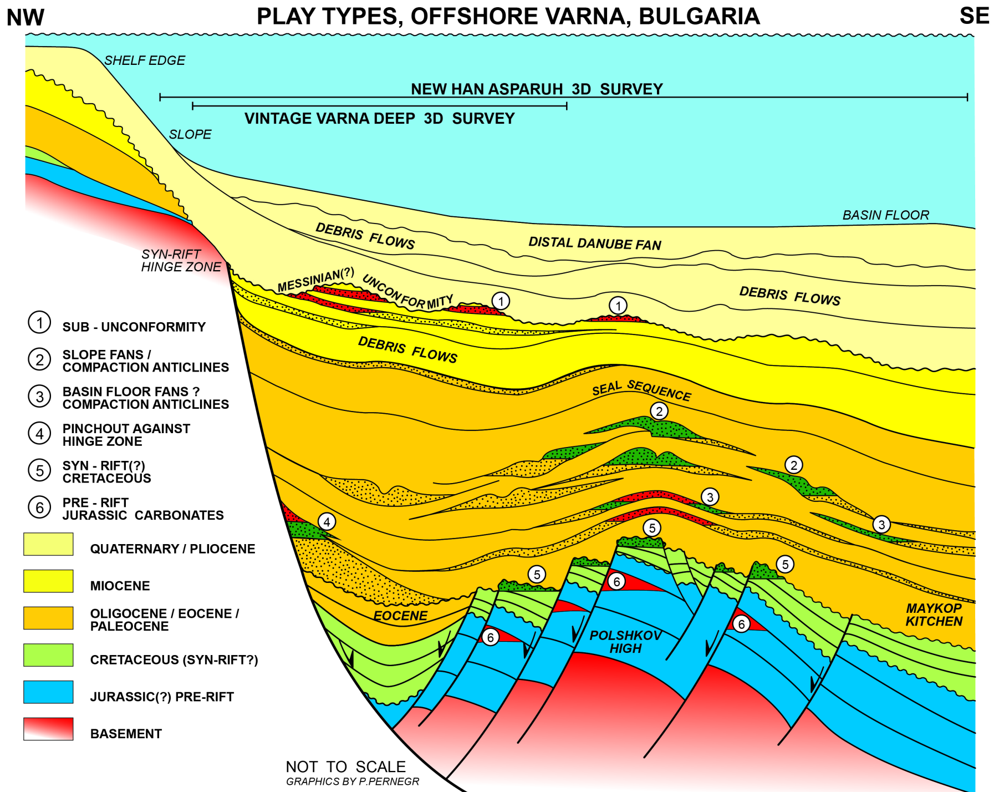 NW
PLAY TYPES, OFFSHORE VARNA, BULGARIA
SE
SHELF EDGE
NEW HAN ASPARUH 3D SURVEY
VINTAGE VARNA DEEP 3D SURVEY
SLOPE
BASIN FLOOR
DEBRIS FLOWS
DISTAL DANUBE FAN
SYN-RIFT
HINGE ZONE
MESSINIAN(?) UNCONFORMITY
DEBRIS FLOWS
1
1
DEBRIS FLOWS
SEAL SEQUENCE
2
2
3
3
4
5
5
5
6
6
6
EOCENE
POLSHKOV
HIGH
MAYKOP
KITCHEN
1 SUB - UNCONFORMITY
2 SLOPE FANS /
COMPACTION ANTICLINES
3 BASIN FLOOR FANS ?
COMPACTION ANTICLINES
4 PINCHOUT AGAINST
HINGE ZONE
5 SYN - RIFT(?)
CRETACEOUS
6 PRE - RIFT
JURASSIC CARBONATES
QUATERNARY / PLIOCENE
MIOCENE
OLIGOCENE / EOCENE /
PALEOCENE
CRETACEOUS (SYN-RIFT?)
JURASSIC(?) PRE-RIFT
BASEMENT
NOT TO SCALE
GRAPHICS BY P.PERNEGR